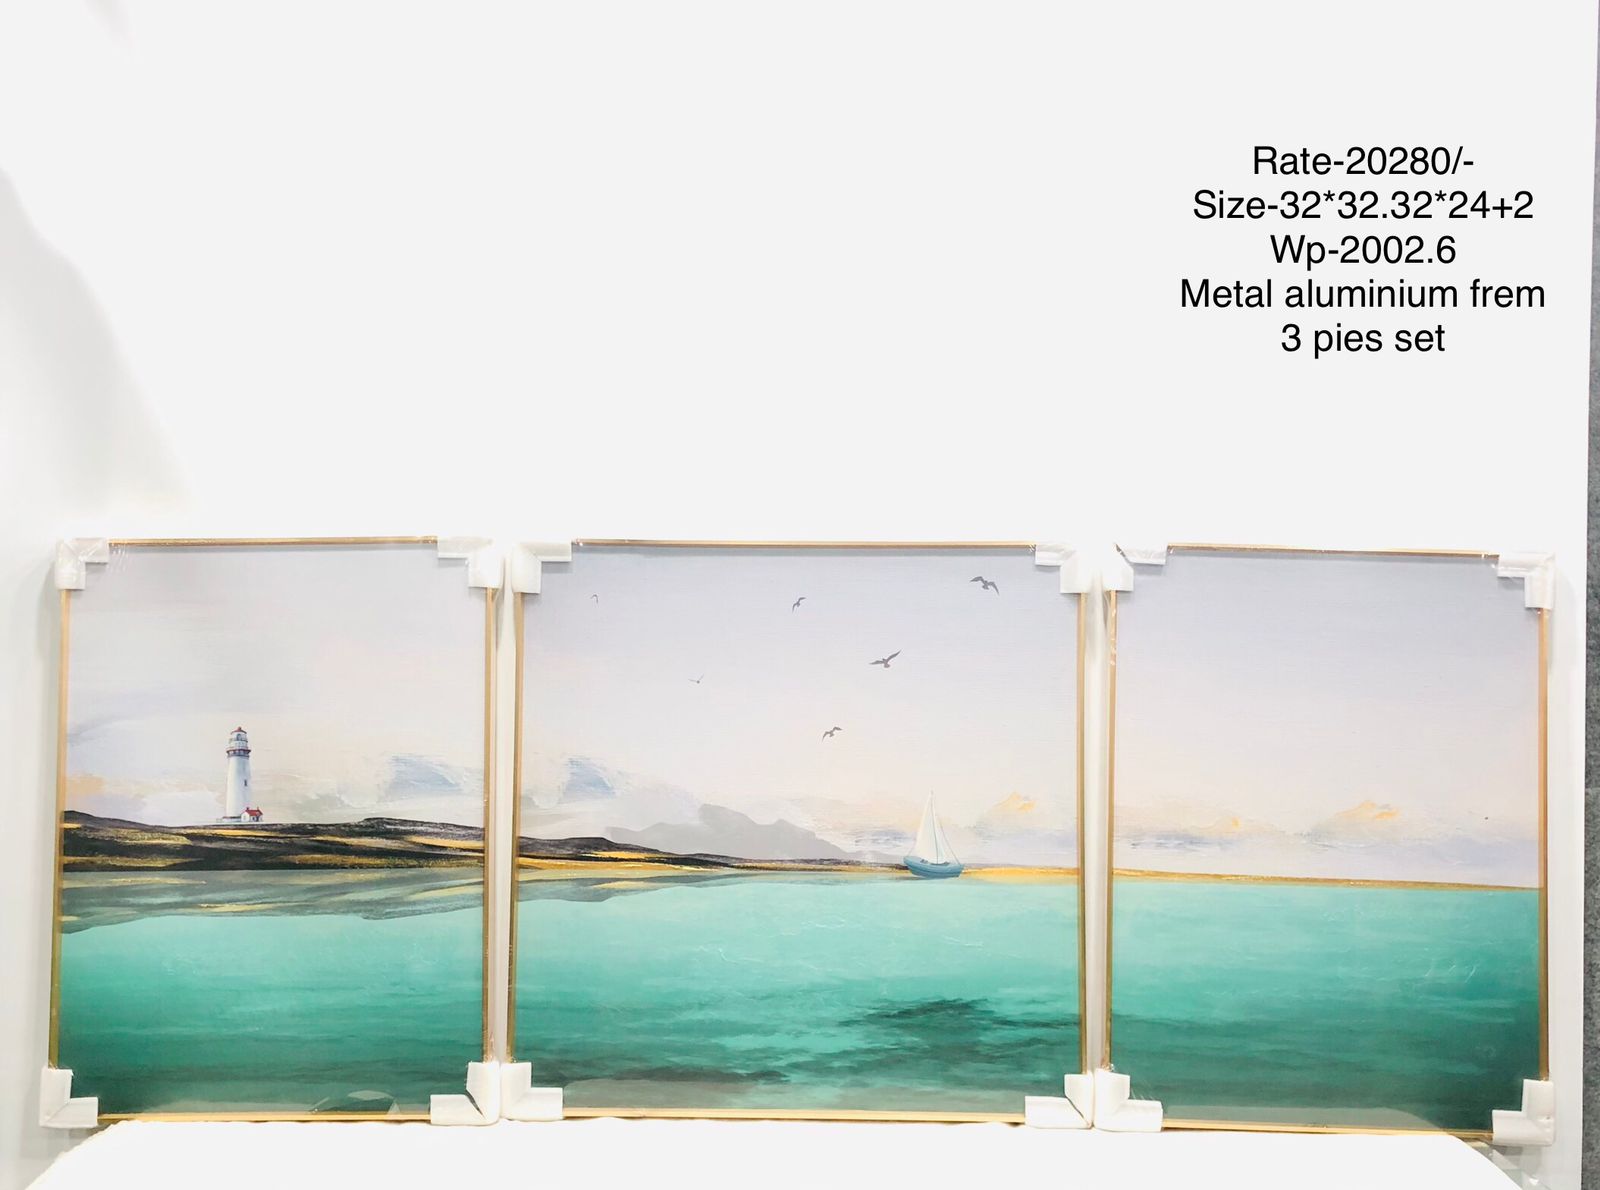 Rate-20280/-
Size-32*32.32*24+2
Wp-2002.6
Metal aluminium frem
3 pies set